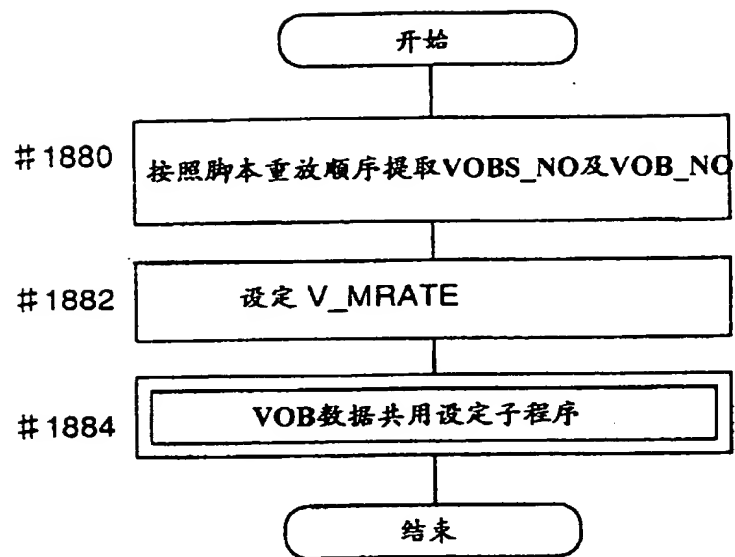 开始
#1880
按照脚本重放顺序提取VOBS_NO及VOB_NO
#1882
设定 V_MRATE
#1884
VOB数据共用设定子程序
结束